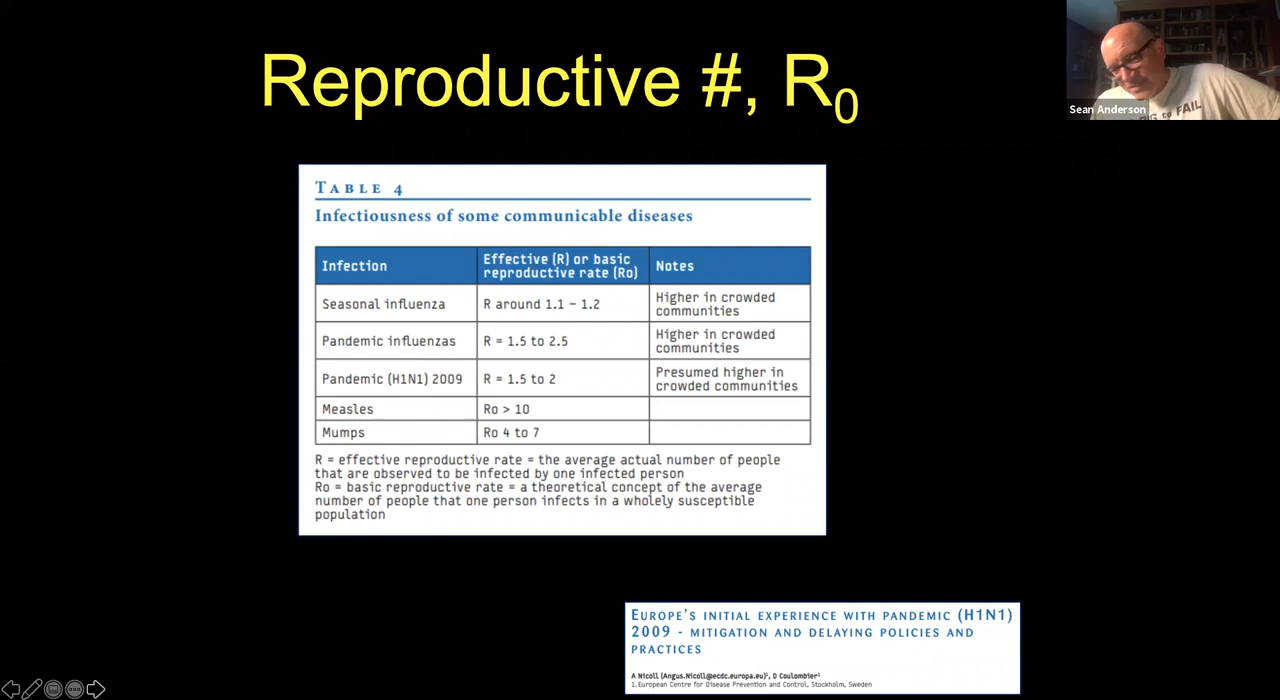 Reproductive #, R0
Sean Anderson
to FAIL
TABLE 4
Infectiousness of some communicable diseases
Infection
Effective (R) or basic
reproductive rate (Ro)
Notes
Seasonal influenza
R around 1.1 – 1.2
Higher in crowded
communities
Pandemic influenzas
R = 1.5 to 2.5
Higher in crowded
communities
Pandemic (H1N1) 2009
R = 1.5 to 2
Presumed higher in
crowded communities
Measles
Ro > 10
Mumps
Ro 4 to 7
R = effective reproductive rate = the average actual number of people
that are observed to be infected by one infected person
Ro = basic reproductive rate = a theoretical concept of the average
number of people that one person infects in a wholely susceptible
population
EUROPE'S INITIAL EXPERIENCE WITH PANDEMIC (H1N1)
2009 - MITIGATION AND DELAYING POLICIES AND
PRACTICES
A Nicoll (Angus.Nicoll@ecdc.europa.eu)1, D Coulombier1
1.European Centre for Disease Prevention and Control, Stockholm, Sweden